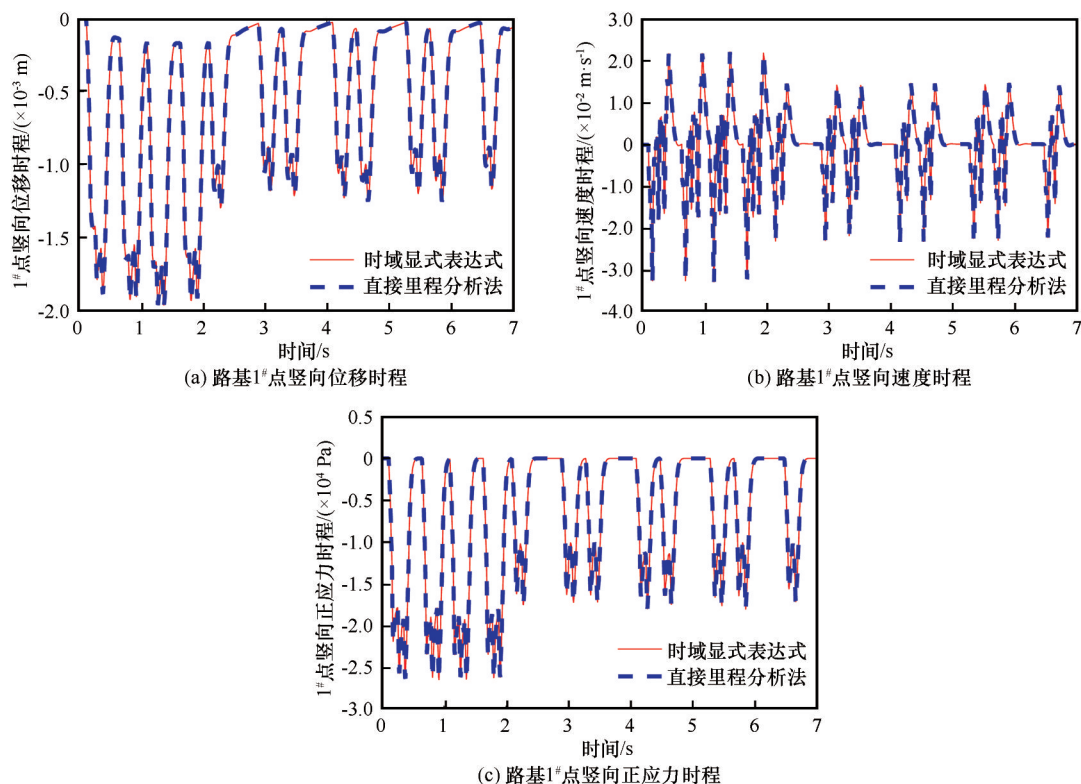 0
-0.5
-1.0
-1.5
-2.0
1#点竖向位移时程/(×10-3 m)
时域显式表达式
直接里程分析法
0 1 2 3 4 5 6 7
时间/s
(a) 路基1#点竖向位移时程
3.0
2.0
1.0
0
-1.0
-2.0
-3.0
-4.0
1#点竖向速度时程/(×10-2 m·s-1)
时域显式表达式
直接里程分析法
0 1 2 3 4 5 6 7
时间/s
(b) 路基1#点竖向速度时程
0.5
0
-0.5
-1.0
-1.5
-2.0
-2.5
-3.0
1#点竖向正应力时程/(×104 Pa)
时域显式表达式
直接里程分析法
0 1 2 3 4 5 6 7
时间/s
(c) 路基1#点竖向正应力时程